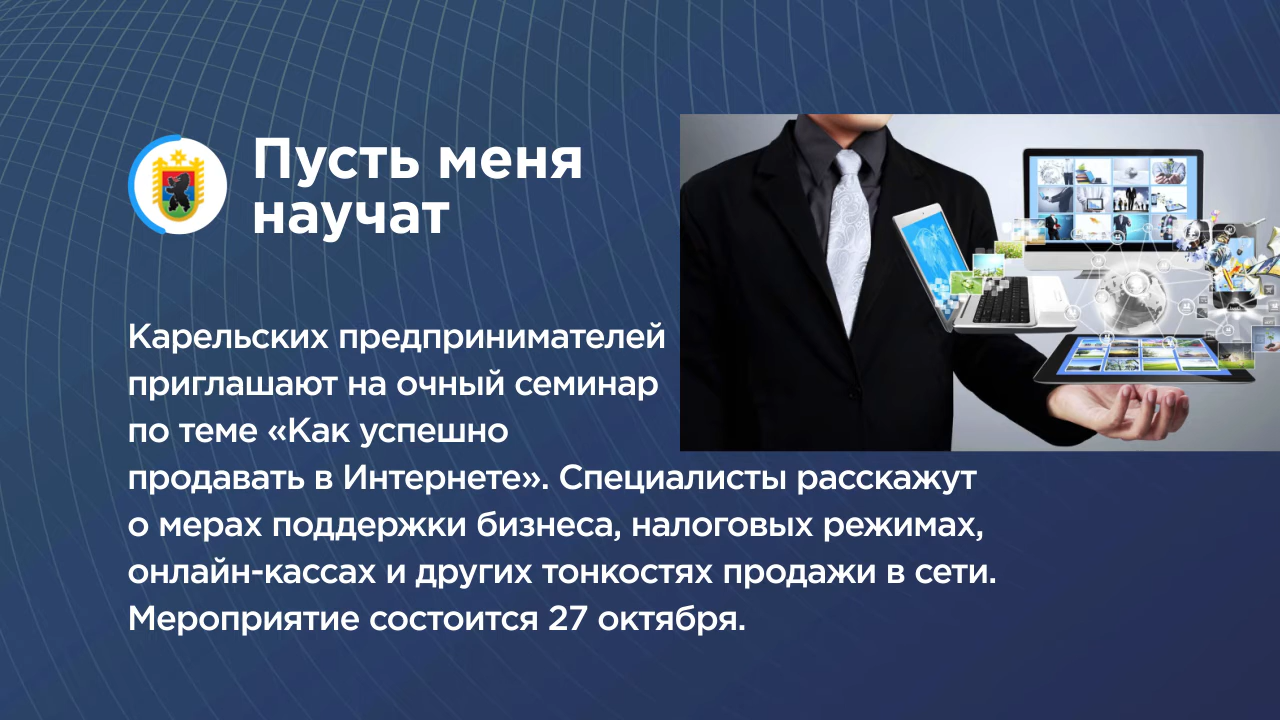 Пусть меня
научат
Карельских предпринимателей
приглашают на очный семинар
по теме «Как успешно
продавать в Интернете». Специалисты расскажут
о мерах поддержки бизнеса, налоговых режимах,
онлайн-кассах и других тонкостях продажи в сети.
Мероприятие состоится 27 октября.